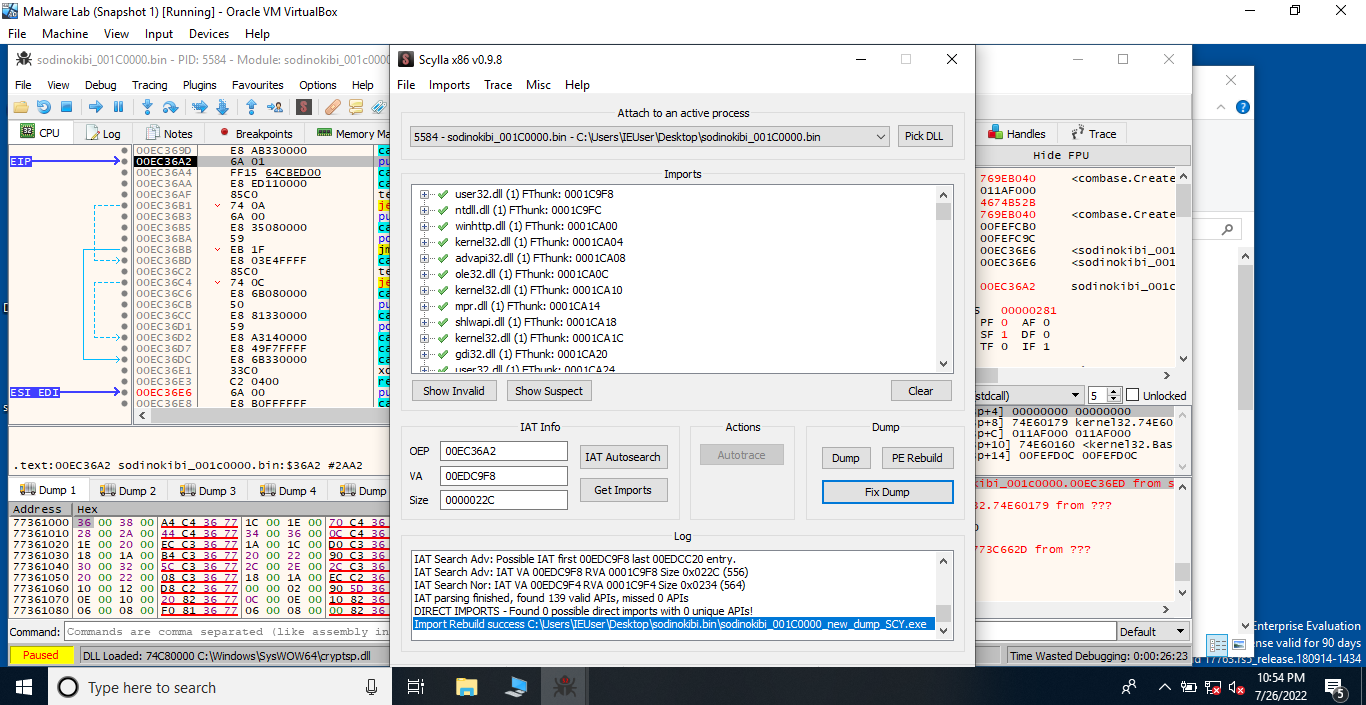 Malware Lab (Snapshot 1) [Running] - Oracle VM VirtualBox
File Machine View Input Devices Help
sodinokibi_001C0000.bin - PID: 5584 - Module: sodinokibi_001c0000
File View Debug Tracing Plugins Favourites Options Help
CPU Log Notes Breakpoints Memory Ma
EIP
ESI EDI
00EC369D E8 AB330000
00EC36A2 6A 01
00EC36A4 FF15 64CBED00
00EC36AA E8 ED110000
00EC36AF 85C0
00EC36B1 74 0A
00EC36B3 6A 00
00EC36B5 E8 35080000
00EC36BA 59
00EC36BB EB 1F
00EC36BD E8 03E4FFFF
00EC36C2 85C0
00EC36C4 74 0C
00EC36C6 E8 6B080000
00EC36CB 50
00EC36CC E8 81330000
00EC36D1 59
00EC36D2 E8 A3140000
00EC36D7 E8 49F7FFFF
00EC36DC E8 6B330000
00EC36E1 33C0
00EC36E3 C2 0400
00EC36E6 6A 00
00EC36E8 E8 B0FFFFFF
.text:00EC36A2 sodinokibi_001c0000.bin:$36A2 #2AA2
Dump 1 Dump 2 Dump 3 Dump 4 Dump
Address Hex
77361000 36 00 38 00 A4 C4 36 77 1C 00 1E 00 70 C4 36
77361010 28 00 2A 00 44 C4 36 77 34 00 36 00 0C C4 36
77361020 1E 00 20 00 EC C3 36 77 1A 00 1C 00 D0 C3 36
77361030 18 00 1A 00 B4 C3 36 77 20 00 22 00 90 C3 36
77361040 30 00 32 00 5C C3 36 77 2C 00 2E 00 2C C3 36
77361050 20 00 22 00 08 C3 36 77 18 00 1A 00 EC C2 36
77361060 10 00 12 00 D8 C2 36 77 00 00 02 00 90 5D 36
77361070 0E 00 10 00 20 82 36 77 0C 00 0E 00 10 82 36
77361080 06 00 08 00 F0 81 36 77 06 00 08 00 00 82 36
Command: Commands are comma separated (like assembly in
Default
Paused DLL Loaded: 74C80000 C:\Windows\SysWOW64\cryptsp.dll
Time Wasted Debugging: 0:00:26:23
Scylla x86 v0.9.8
File Imports Trace Misc Help
Attach to an active process
5584 - sodinokibi_001C0000.bin - C:\Users\IEUser\Desktop\sodinokibi_001C0000.bin
Pick DLL
Imports
user32.dll (1) FThunk: 0001C9F8
ntdll.dll (1) FThunk: 0001C9FC
winhttp.dll (1) FThunk: 0001CA00
kernel32.dll (1) FThunk: 0001CA04
advapi32.dll (1) FThunk: 0001CA08
ole32.dll (1) FThunk: 0001CA0C
kernel32.dll (1) FThunk: 0001CA10
mpr.dll (1) FThunk: 0001CA14
shlwapi.dll (1) FThunk: 0001CA18
kernel32.dll (1) FThunk: 0001CA1C
gdi32.dll (1) FThunk: 0001CA20
user32.dll (1) FThunk: 0001CA24
Show Invalid Show Suspect Clear
IAT Info
OEP 00EC36A2
VA 00EDC9F8
Size 0000022C
IAT Autosearch
Get Imports
Actions
Autotrace
Dump
Dump PE Rebuild
Fix Dump
Log
IAT Search Adv: Possible IAT first 00EDC9F8 last 00EDCC20 entry.
IAT Search Adv: IAT VA 00EDC9F8 RVA 0001C9F8 Size 0x022C (556)
IAT Search Nor: IAT VA 00EDC9F4 RVA 0001C9F4 Size 0x0234 (564)
IAT parsing finished, found 139 valid APIs, missed 0 APIs
DIRECT IMPORTS - Found 0 possible direct imports with 0 unique APIs!
Import Rebuild success C:\Users\IEUser\Desktop\sodinokibi.bin\sodinokibi_001C0000_new_dump_SCY.exe
Handles Trace
Hide FPU
769EB040 <combase.Create
011AF000
4674B52B
769EB040 <combase.Create
00FEFCB0
00FEFC9C
00EC36E6 <sodinokibi_001
00EC36E6 <sodinokibi_001
00EC36A2 sodinokibi_001c
00000281
PF 0 AF 0
SF 1 DF 0
TF 0 IF 1
stdcall) 5 Unlocked
sp+4] 00000000 00000000
sp+8] 74E60179 kernel32.74E60
sp+C] 011AF000 011AF000
sp+10] 74E60160 <kernel32.Bas
sp+14] 00FEFD0C 00FEFD0C
kibi_001c0000.00EC36ED from s
32.74E60179 from ???
773C662D from ???
Enterprise Evaluation
ense valid for 90 days
d 17763.rs5_release.180914-1434
Type here to search
10:54 PM
7/26/2022
5